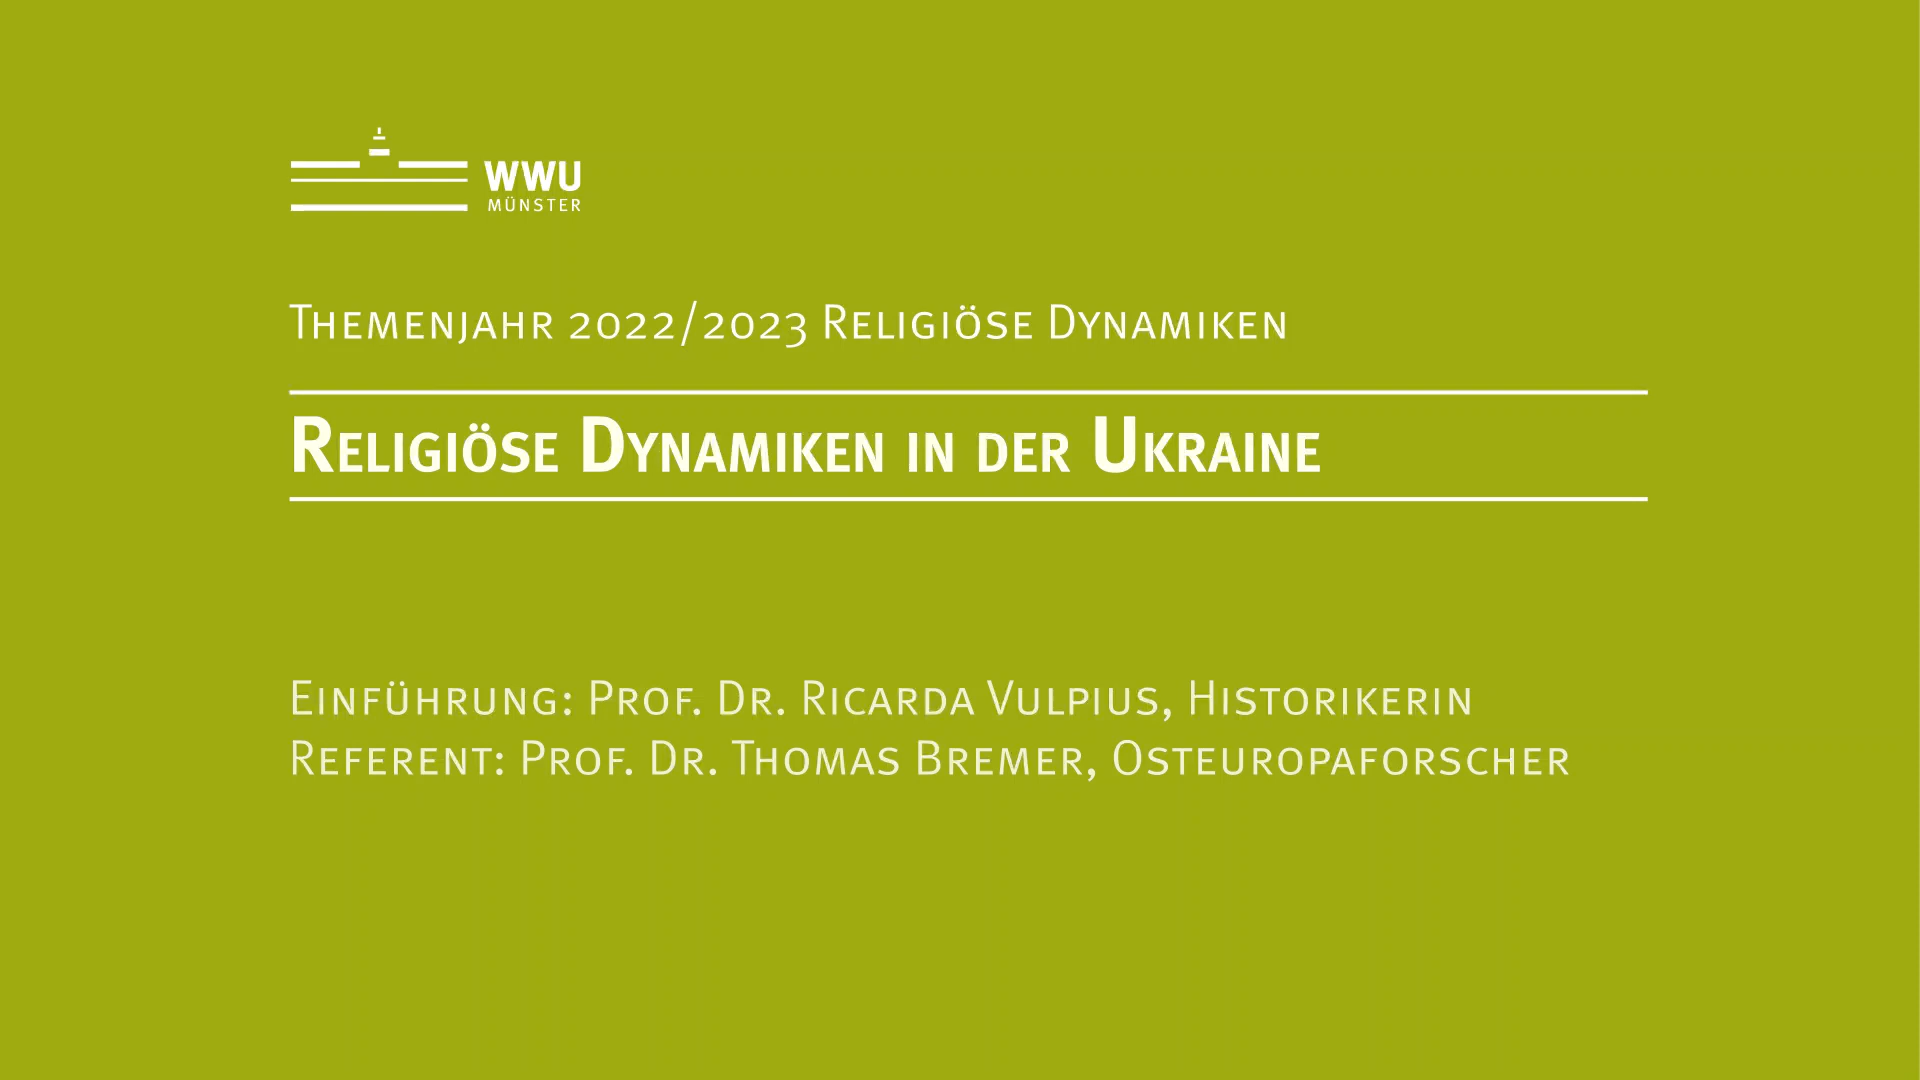 WWU
MÜNSTER
Themenjahr 2022/2023 Religiöse Dynamiken
Religiöse Dynamiken in der Ukraine
Einführung: Prof. Dr. Ricarda Vulpius, Historikerin
Referent: Prof. Dr. Thomas Bremer, Osteuropaforscher